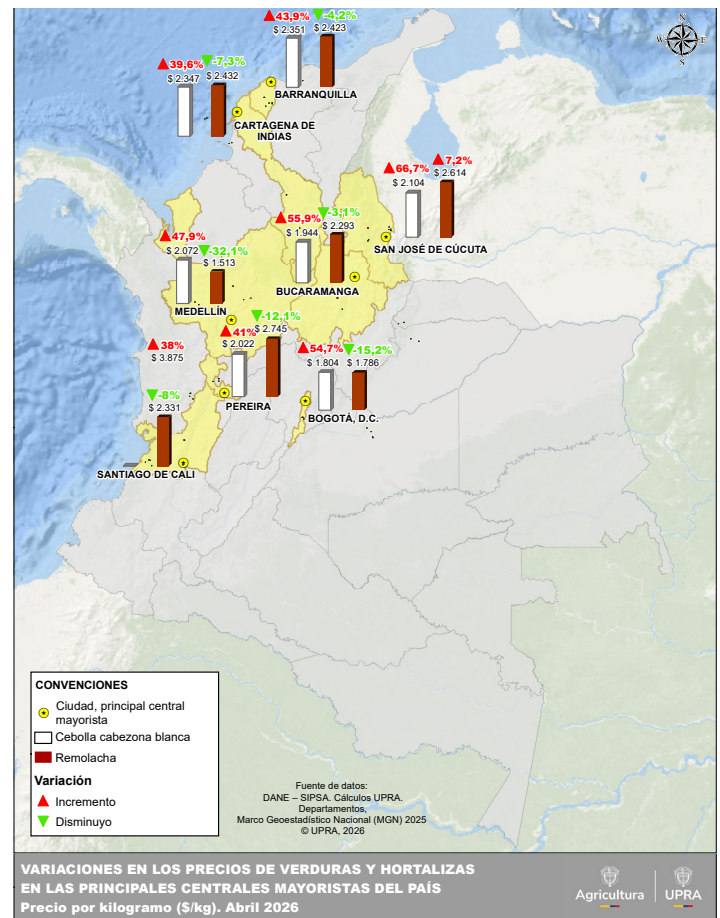 43,9%
-4,2%
$ 2.351
$ 2.423
BARRANQUILLA
39,6%
-7,3%
$ 2.347
$ 2.432
CARTAGENA DE
INDIAS
N
W
E
S
66,7%
7,2%
$ 2.104
$ 2.614
SAN JOSÉ DE CÚCUTA
55,9%
-3,1%
$ 1.944
$ 2.293
BUCARAMANGA
47,9%
-32,1%
$ 2.072
$ 1.513
MEDELLÍN
41%
-12,1%
$ 2.022
$ 2.745
PEREIRA
54,7%
-15,2%
$ 1.804
$ 1.786
BOGOTÁ, D.C.
38%
$ 3.875
-8%
$ 2.331
SANTIAGO DE CALI
CONVENCIONES
Ciudad, principal central
mayorista
Cebolla cabezona blanca
Remolacha
Variación
Incremento
Disminuyo
Fuente de datos:
DANE – SIPSA. Cálculos UPRA.
Departamentos,
Marco Geoestadístico Nacional (MGN) 2025
© UPRA, 2026
VARIACIONES EN LOS PRECIOS DE VERDURAS Y HORTALIZAS
EN LAS PRINCIPALES CENTRALES MAYORISTAS DEL PAÍS
Precio por kilogramo ($/kg). Abril 2026
Agricultura
UPRA